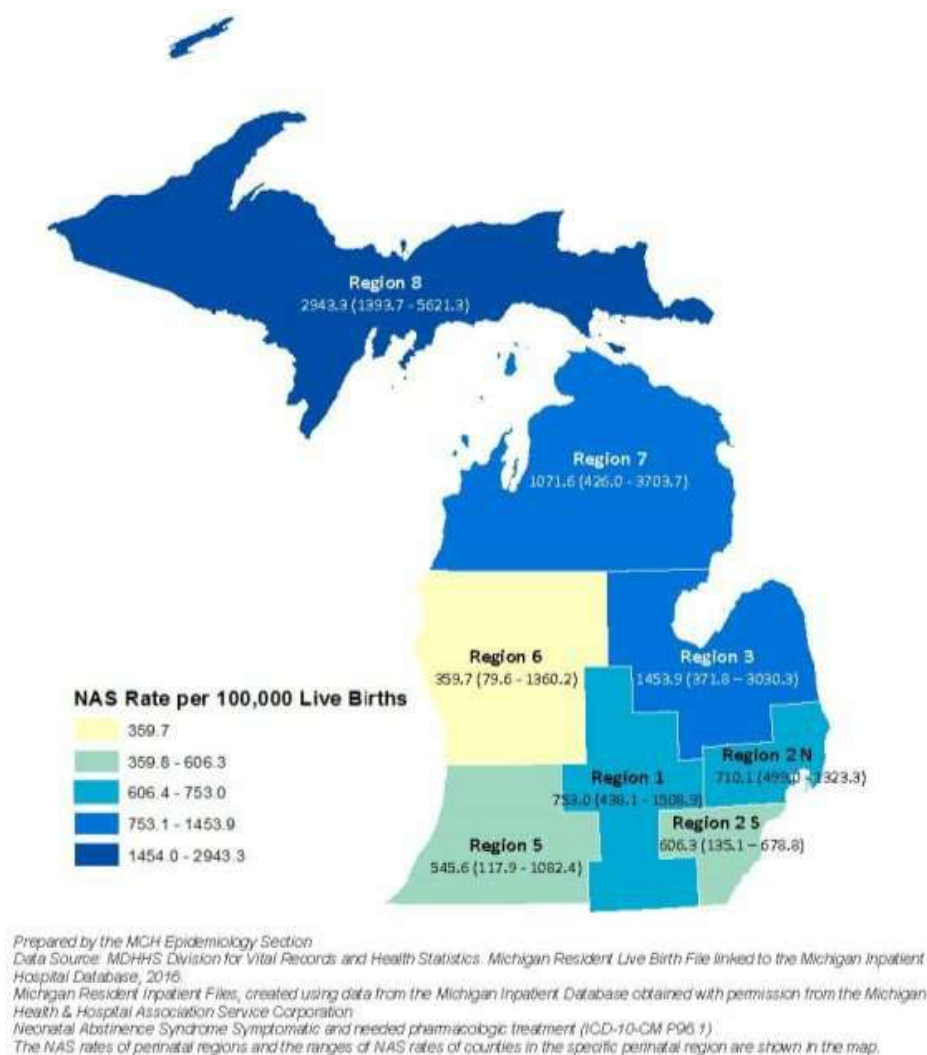 Region 8
2943.3 (1393.7 - 5621.3)
Region 7
1071.6 (426.0 - 3703.7)
Region 6
359.7 (79.6 - 1360.2)
Region 3
1453.9 (371.8 – 3030.3)
NAS Rate per 100,000 Live Births
359.7
359.8 - 606.3
606.4 - 753.0
753.1 - 1453.9
1454.0 - 2943.3
Region 2 N
710.1 (499.0 - 1323.3)
Region 1
753.0 (438.1 - 1508.9)
Region 2 S
606.3 (135.1 – 678.8)
Region 5
545.6 (117.9 - 1082.4)
Prepared by the MCH Epidemiology Section
Data Source: MDHHS Division for Vital Records and Health Statistics. Michigan Resident Live Birth File linked to the Michigan Inpatient
Hospital Database, 2016.
Michigan Resident Inpatient Files, created using data from the Michigan Inpatient Database obtained with permission from the Michigan
Health & Hospital Association Service Corporation
Neonatal Abstinence Syndrome Symptomatic and needed pharmacologic treatment (ICD-10-CM P96.1)
The NAS rates of perinatal regions and the ranges of NAS rates of counties in the specific perinatal region are shown in the map.